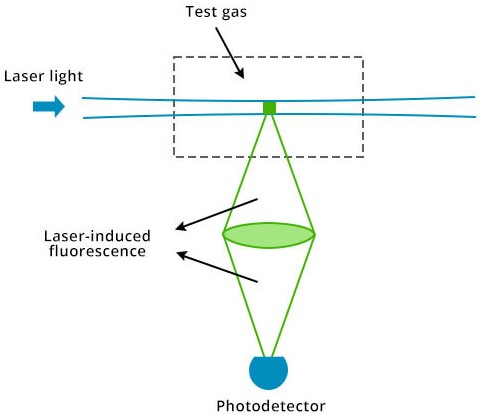 Test gas
Laser light
Laser-induced
fluorescence
Photodetector